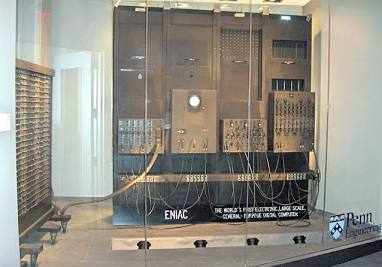 ENIAC
THE WORLD'S FIRST ELECTRONIC, LARGE SCALE,
GENERAL-PURPOSE DIGITAL COMPUTER
Penn
Engineering